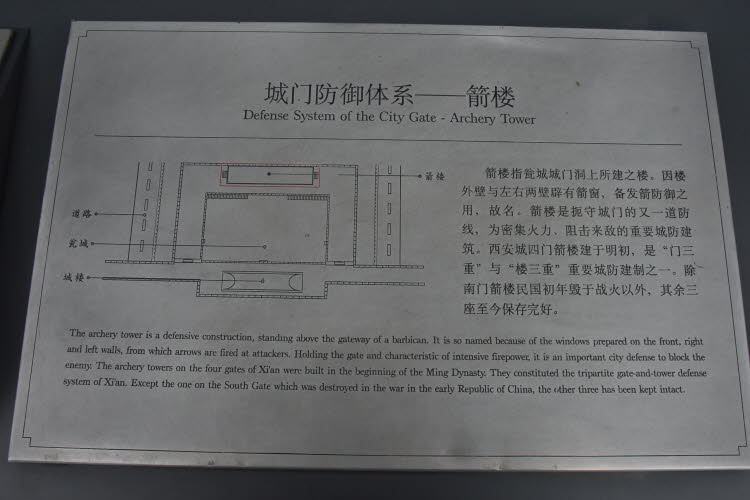 城门防御体系——箭楼
Defense System of the City Gate - Archery Tower
箭楼
道路
瓮城
城楼
箭楼指瓮城城门洞上所建之楼。因楼
外壁与左右两壁辟有箭窗，备发箭防御之
用，故名。箭楼是扼守城门的又一道防
线，为密集火力、阻击来敌的重要城防建
筑。西安城四门箭楼建于明初，是“门三
重”与“楼三重”重要城防建制之一。除
南门箭楼民国初年毁于战火以外，其余三
座至今保存完好。
The archery tower is a defensive construction, standing above the gateway of a barbican. It is so named because of the windows prepared on the front, right
and left walls, from which arrows are fired at attackers. Holding the gate and characteristic of intensive firepower, it is an important city defense to block the
enemy. The archery towers on the four gates of Xi'an were built in the beginning of the Ming Dynasty. They constituted the tripartite gate-and-tower defense
system of Xi'an. Except the one on the South Gate which was destroyed in the war in the early Republic of China, the other three has been kept intact.